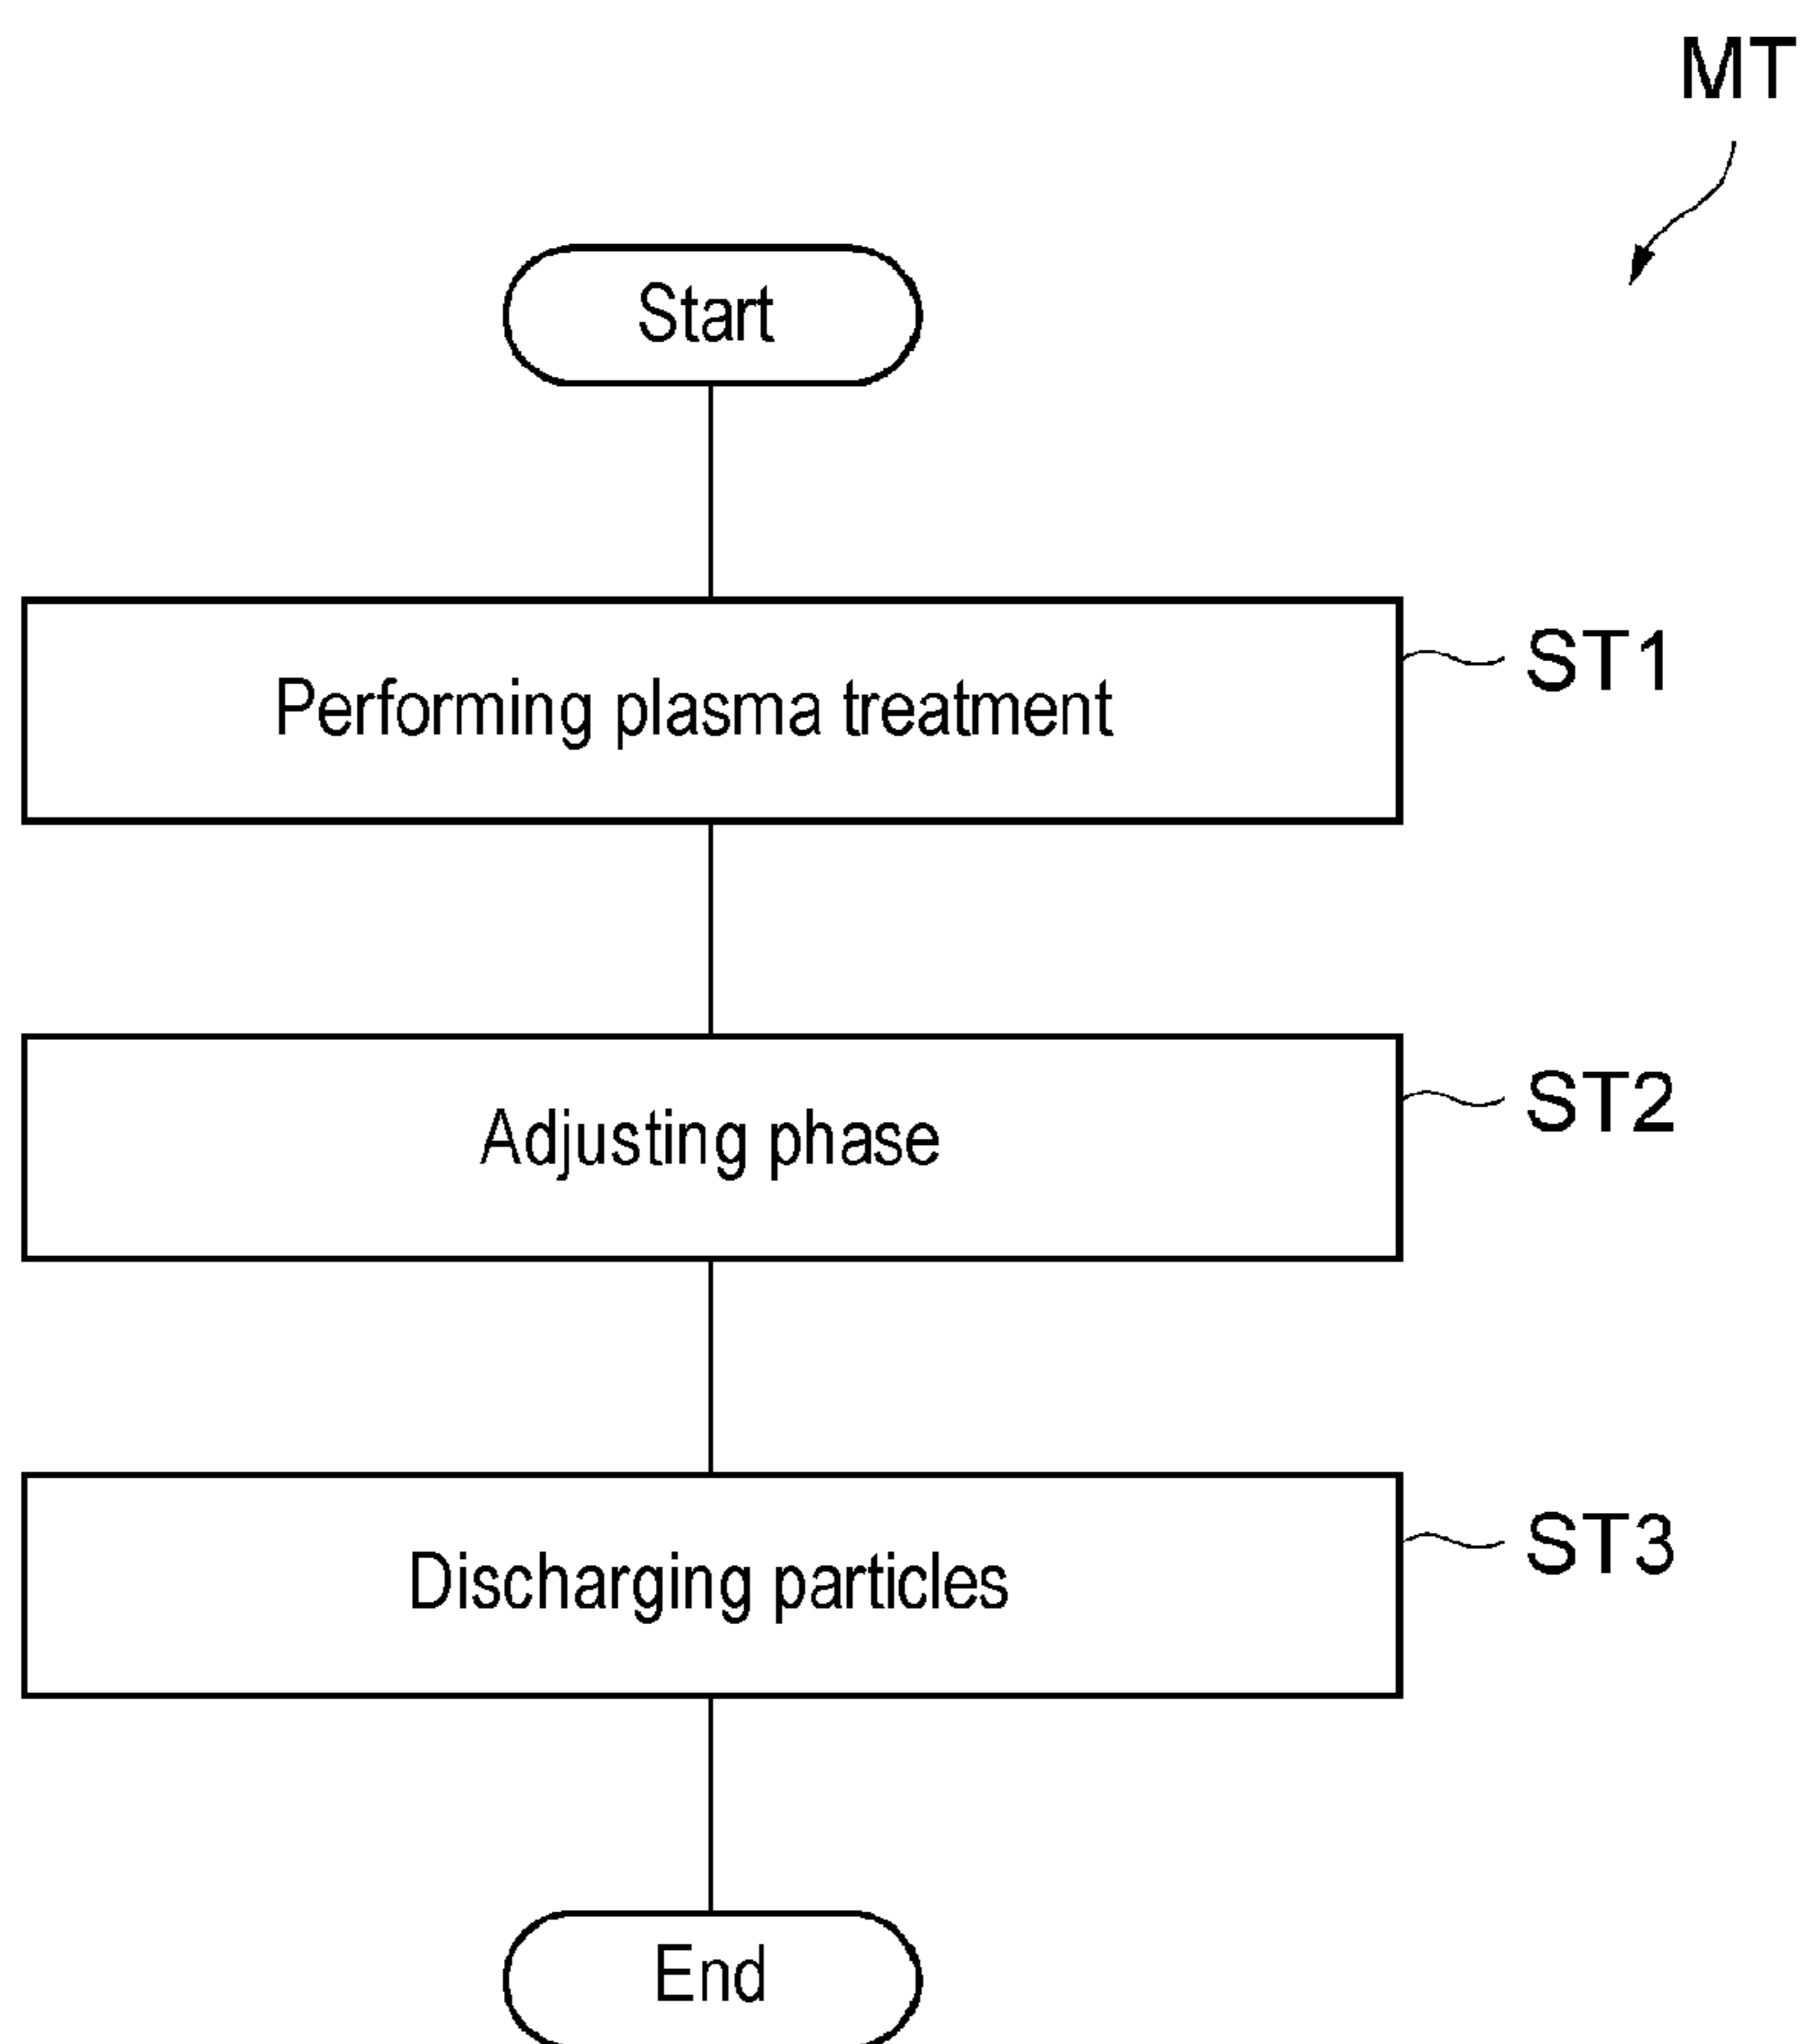 MT
Start
Performing plasma treatment
ST1
Adjusting phase
ST2
Discharging particles
ST3
End